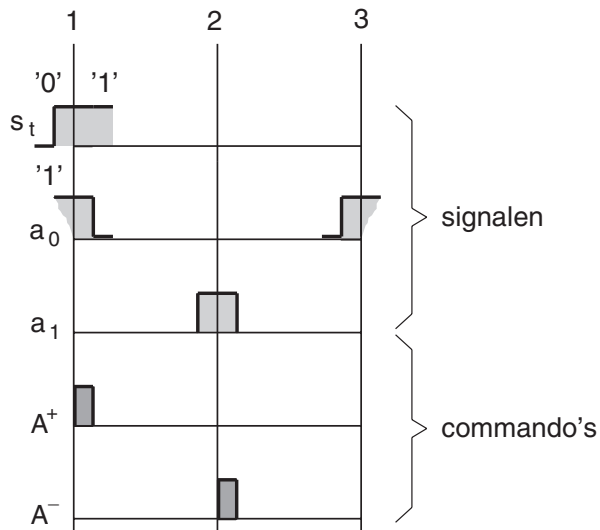 1 2 3
'0' '1'
s t
'1'
a 0
signalen
a 1
A+
commando's
A−